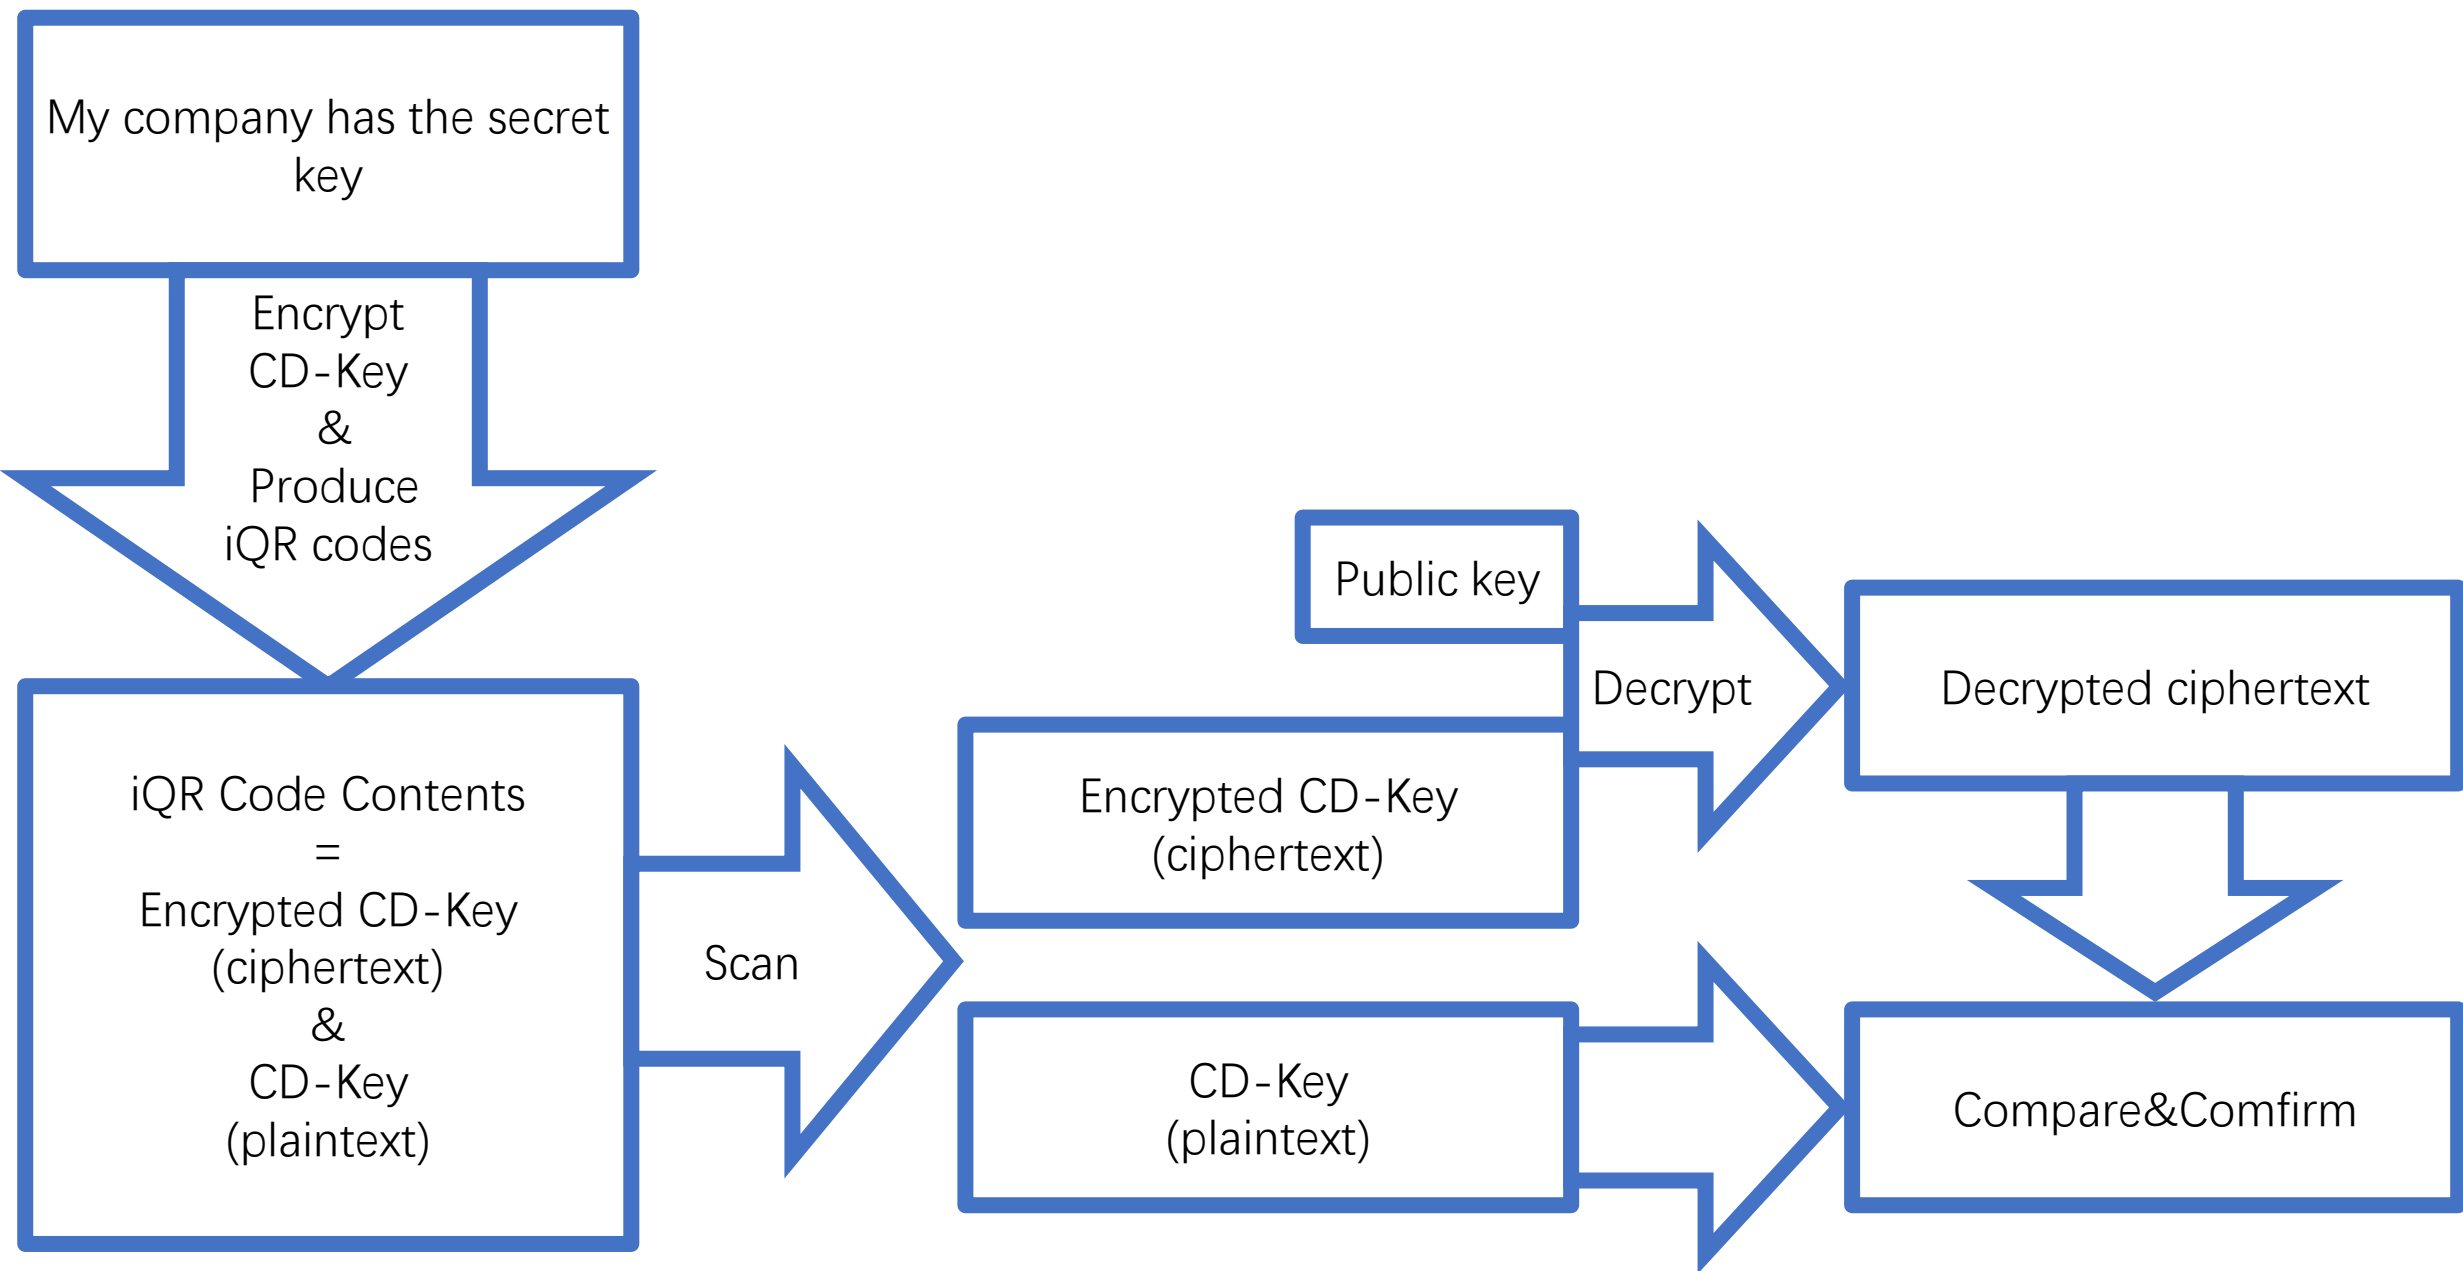 My company has the secret
key
Encrypt
CD-Key
&
Produce
iQR codes
iQR Code Contents
=
Encrypted CD-Key
(ciphertext)
&
CD-Key
(plaintext)
Scan
Public key
Encrypted CD-Key
(ciphertext)
Decrypt
Decrypted ciphertext
CD-Key
(plaintext)
Compare&Comfirm